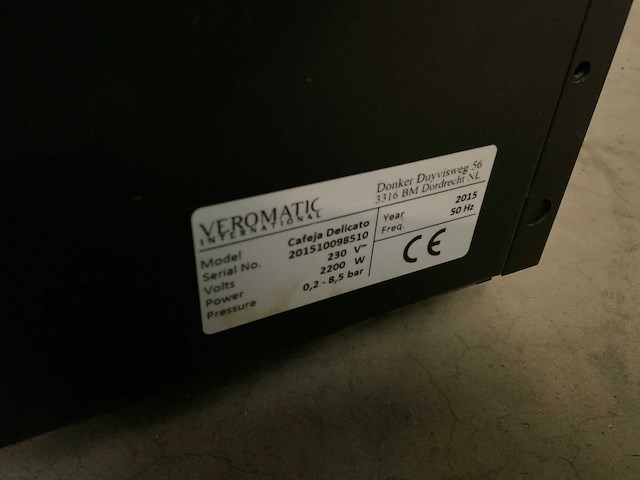 VEROMATIC
INTERNATIONAL
Donker Duyvisweg 56
3316 BM Dordrecht NL
Model Cafeja Delicato
Serial No. 201510098510
Volts 230 V~
Power 2200 W
Pressure 0,2 - 8,5 bar
Year 2015
Freq. 50 Hz
CE